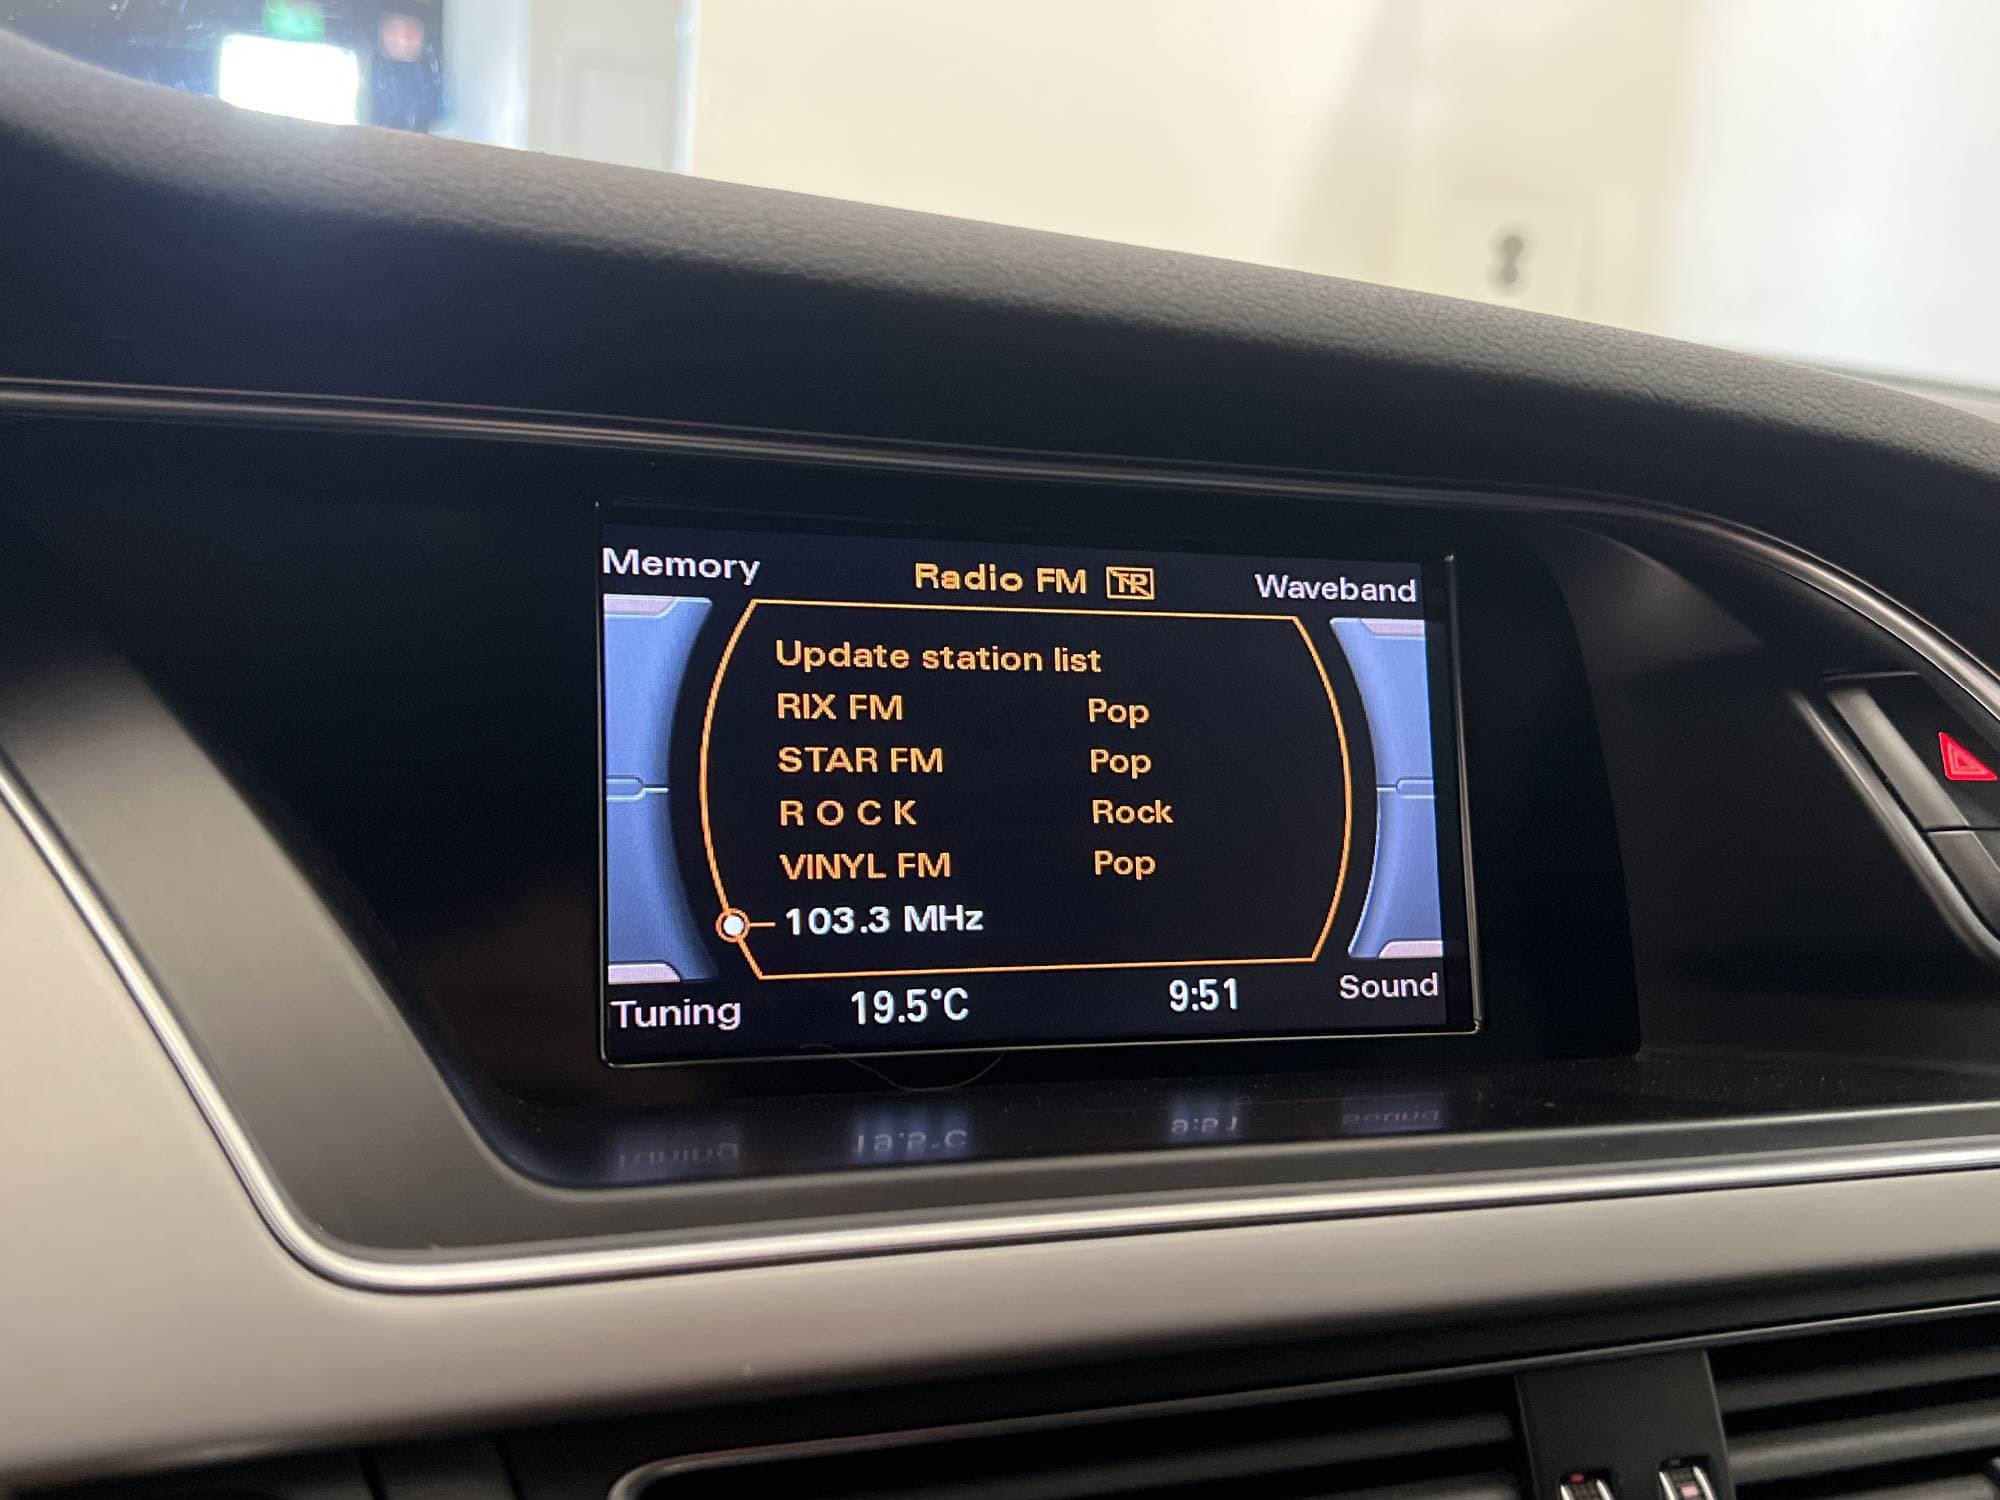 Memory Radio FM TP Waveband
Update station list
RIX FM Pop
STAR FM Pop
R O C K Rock
VINYL FM Pop
103.3 MHz
Tuning 19.5°C 9:51 Sound